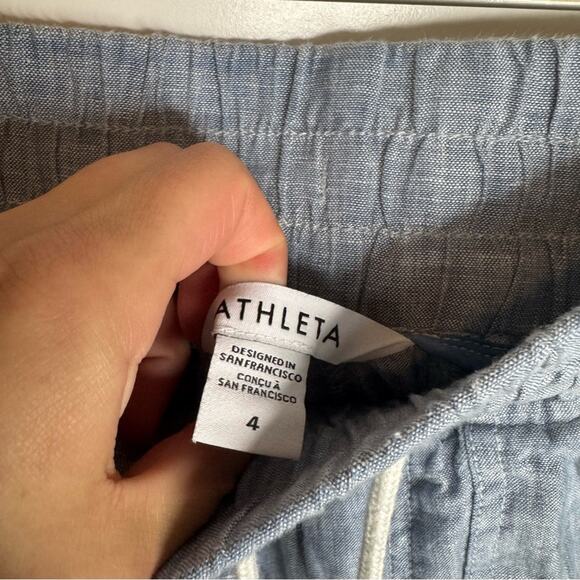 ATHLETA
DESIGNED IN
SAN FRANCISCO
CONÇU À
SAN FRANCISCO
4